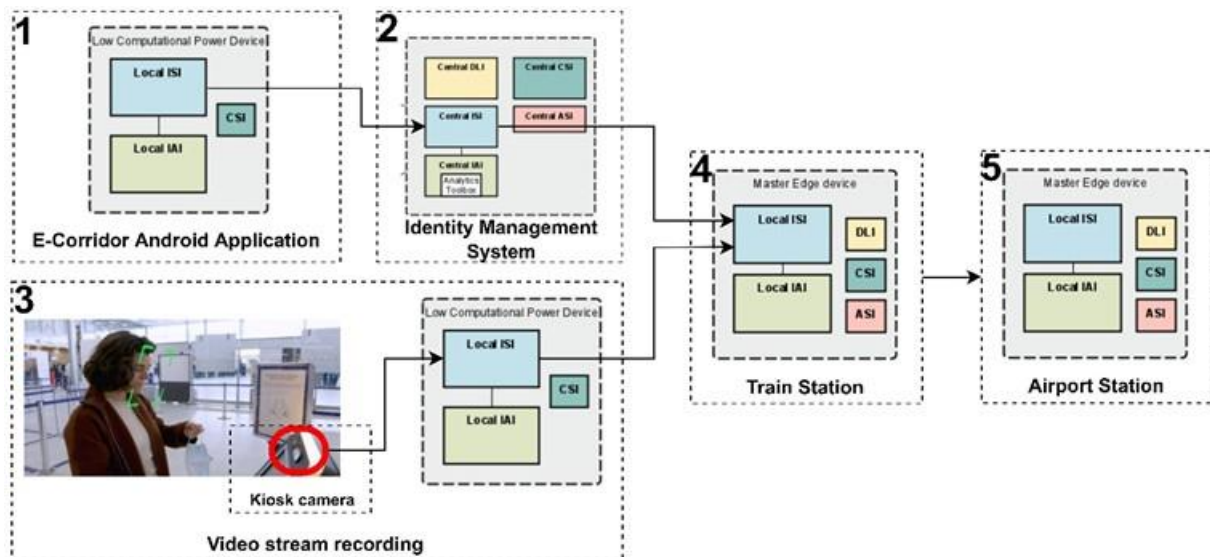 1
Low Computational Power Device
Local ISI
CSI
Local IAI
E-Corridor Android Application
2
Central DLI
Central CSI
Central ISI
Central ASI
Central IAI
Analytics
Toolbox
Identity Management
System
3
Kiosk camera
Low Computational Power Device
Local ISI
CSI
Local IAI
Video stream recording
4
Master Edge device
Local ISI
DLI
CSI
Local IAI
ASI
Train Station
5
Master Edge device
Local ISI
DLI
CSI
Local IAI
ASI
Airport Station